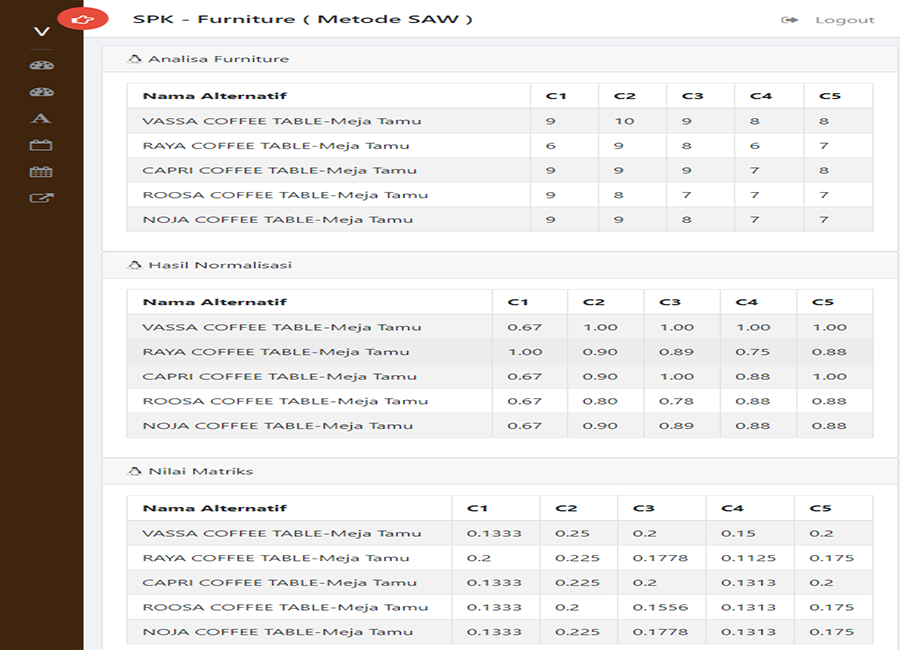 SPK - Furniture ( Metode SAW )
Logout
Analisa Furniture
Nama Alternatif C1 C2 C3 C4 C5
VASSA COFFEE TABLE-Meja Tamu 9 10 9 8 8
RAYA COFFEE TABLE-Meja Tamu 6 9 8 6 7
CAPRI COFFEE TABLE-Meja Tamu 9 9 9 7 8
ROOSA COFFEE TABLE-Meja Tamu 9 8 7 7 7
NOJA COFFEE TABLE-Meja Tamu 9 9 8 7 7
Hasil Normalisasi
Nama Alternatif C1 C2 C3 C4 C5
VASSA COFFEE TABLE-Meja Tamu 0.67 1.00 1.00 1.00 1.00
RAYA COFFEE TABLE-Meja Tamu 1.00 0.90 0.89 0.75 0.88
CAPRI COFFEE TABLE-Meja Tamu 0.67 0.90 1.00 0.88 1.00
ROOSA COFFEE TABLE-Meja Tamu 0.67 0.80 0.78 0.88 0.88
NOJA COFFEE TABLE-Meja Tamu 0.67 0.90 0.89 0.88 0.88
Nilai Matriks
Nama Alternatif C1 C2 C3 C4 C5
VASSA COFFEE TABLE-Meja Tamu 0.1333 0.25 0.2 0.15 0.2
RAYA COFFEE TABLE-Meja Tamu 0.2 0.225 0.1778 0.1125 0.175
CAPRI COFFEE TABLE-Meja Tamu 0.1333 0.225 0.2 0.1313 0.2
ROOSA COFFEE TABLE-Meja Tamu 0.1333 0.2 0.1556 0.1313 0.175
NOJA COFFEE TABLE-Meja Tamu 0.1333 0.225 0.1778 0.1313 0.175